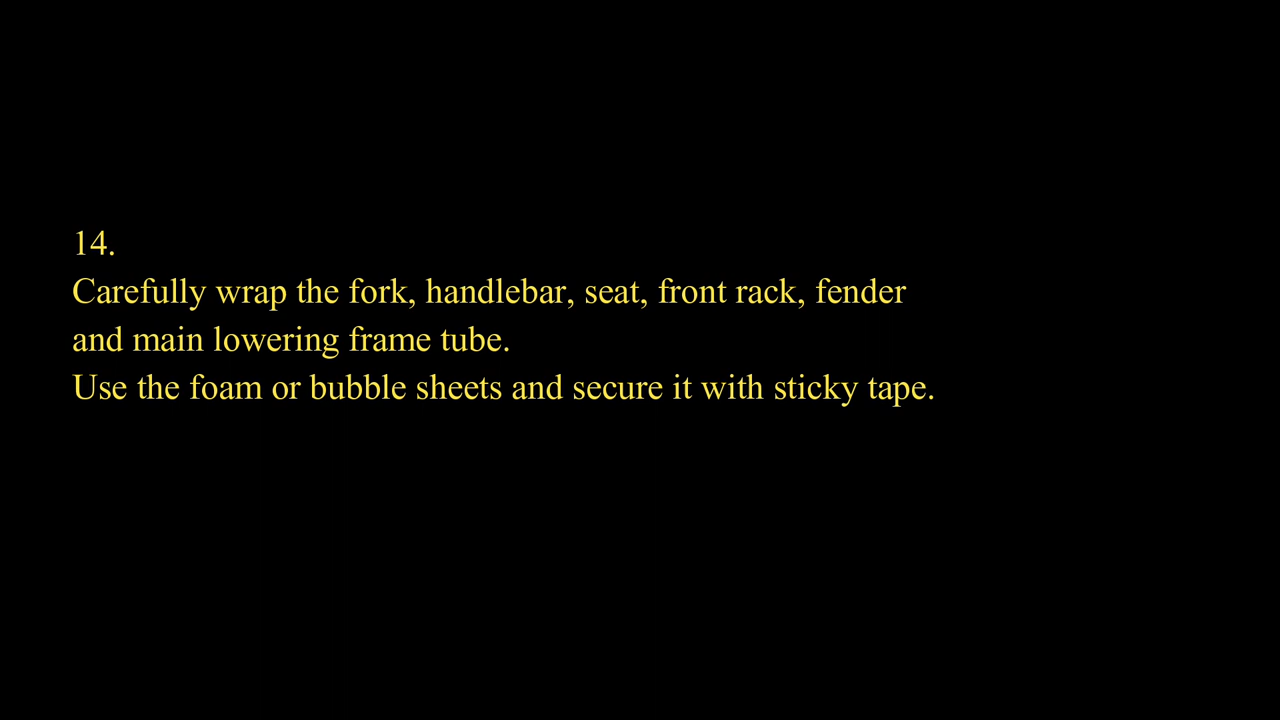 14.
Carefully wrap the fork, handlebar, seat, front rack, fender
and main lowering frame tube.
Use the foam or bubble sheets and secure it with sticky tape.